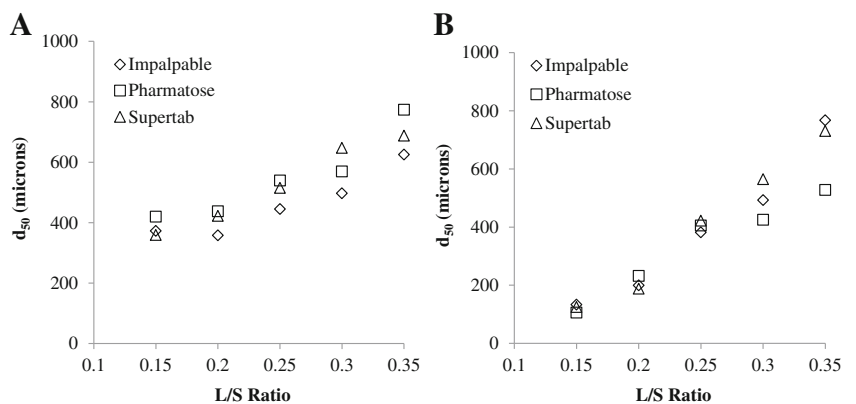 A
1000
800
600
400
200
0
d50 (microns)
Impalpable
Pharmatose
Supertab
0.1 0.15 0.2 0.25 0.3 0.35
L/S Ratio
B
1000
800
600
400
200
0
d50 (microns)
Impalpable
Pharmatose
Supertab
0.1 0.15 0.2 0.25 0.3 0.35
L/S Ratio